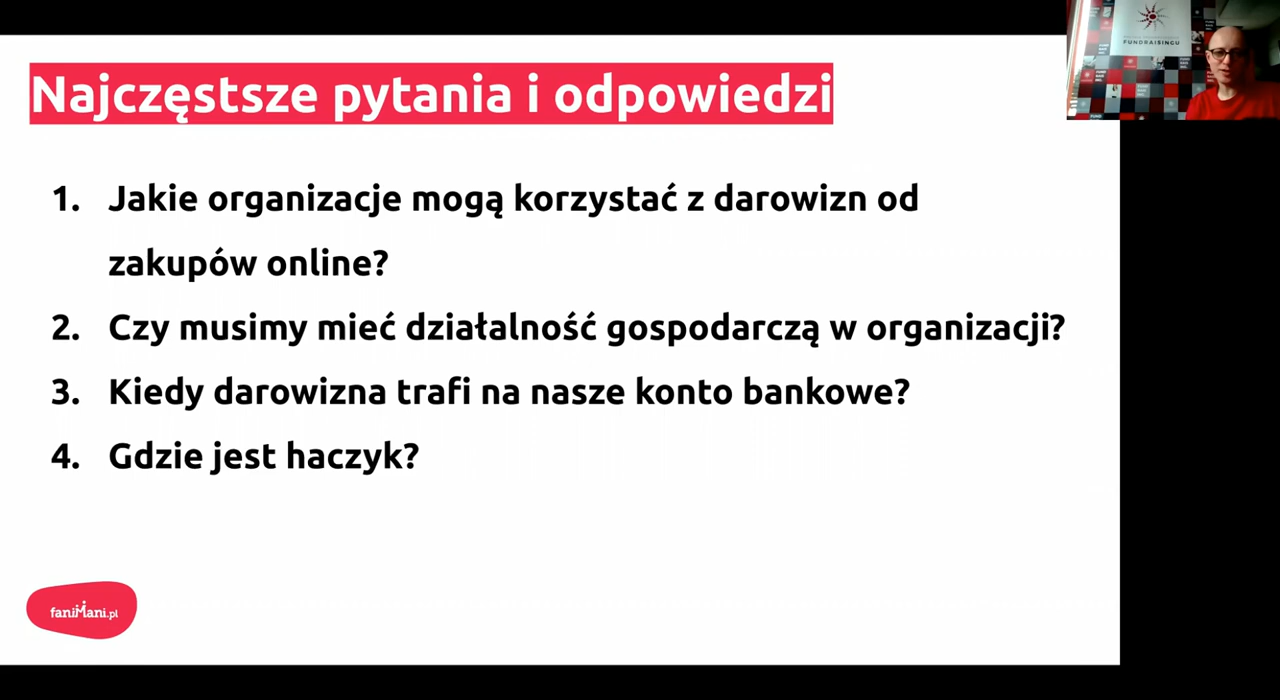 Najczęstsze pytania i odpowiedzi
1. Jakie organizacje mogą korzystać z darowizn od
zakupów online?
2. Czy musimy mieć działalność gospodarczą w organizacji?
3. Kiedy darowizna trafi na nasze konto bankowe?
4. Gdzie jest haczyk?
faniMani.pl
FUNDRAISINGU